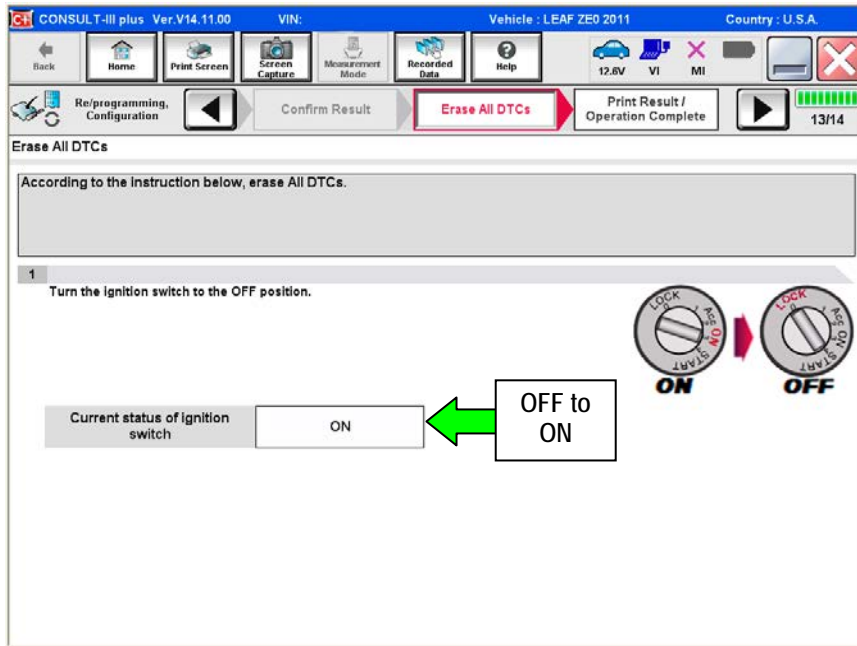 CONSULT-III plus Ver.V14.11.00 VIN: Vehicle : LEAF ZE0 2011 Country : U.S.A.
Back Home Print Screen Screen Capture Measurement Mode Recorded Data Help 12.6V VI MI
Re/programming, Configuration Confirm Result Erase All DTCs Print Result / Operation Complete 13/14
Erase All DTCs
According to the instruction below, erase All DTCs.
1
Turn the ignition switch to the OFF position.
LOCK Acc ON START
LOCK Acc ON START
ON OFF
Current status of ignition switch
ON
OFF to
ON